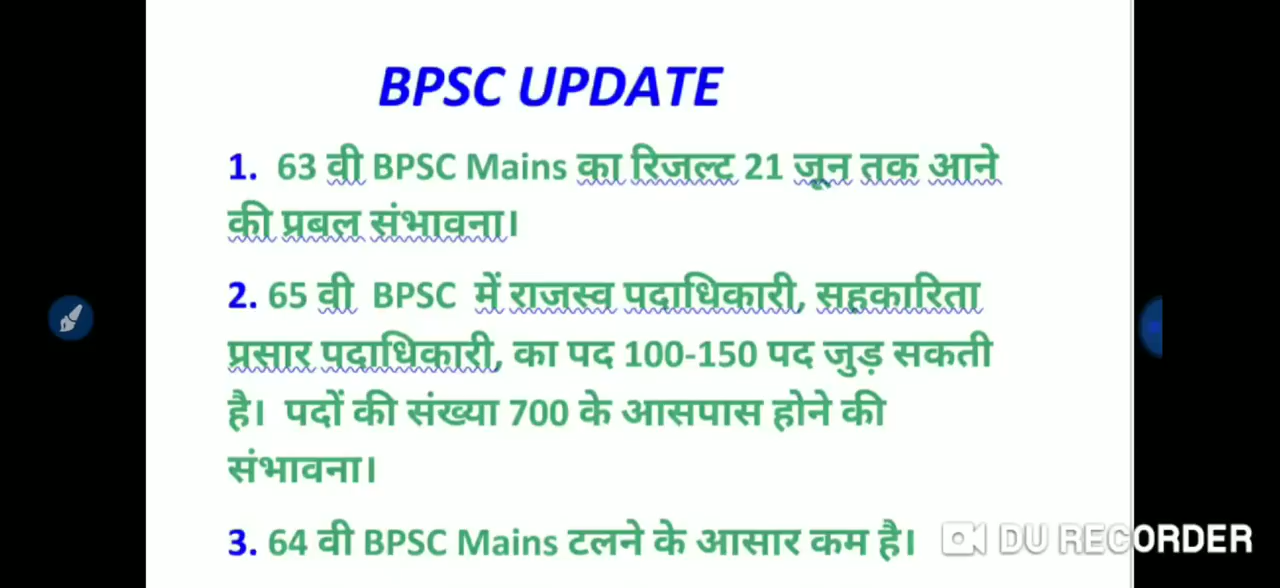 BPSC UPDATE
1. 63 वी BPSC Mains का रिजल्ट 21 जून तक आने
की प्रबल संभावना।
2. 65 वी BPSC में राजस्व पदाधिकारी, सहकारिता
प्रसार पदाधिकारी, का पद 100-150 पद जुड़ सकती
है। पदों की संख्या 700 के आसपास होने की
संभावना।
3. 64 वी BPSC Mains टलने के आसार कम है।
DU RECORDER